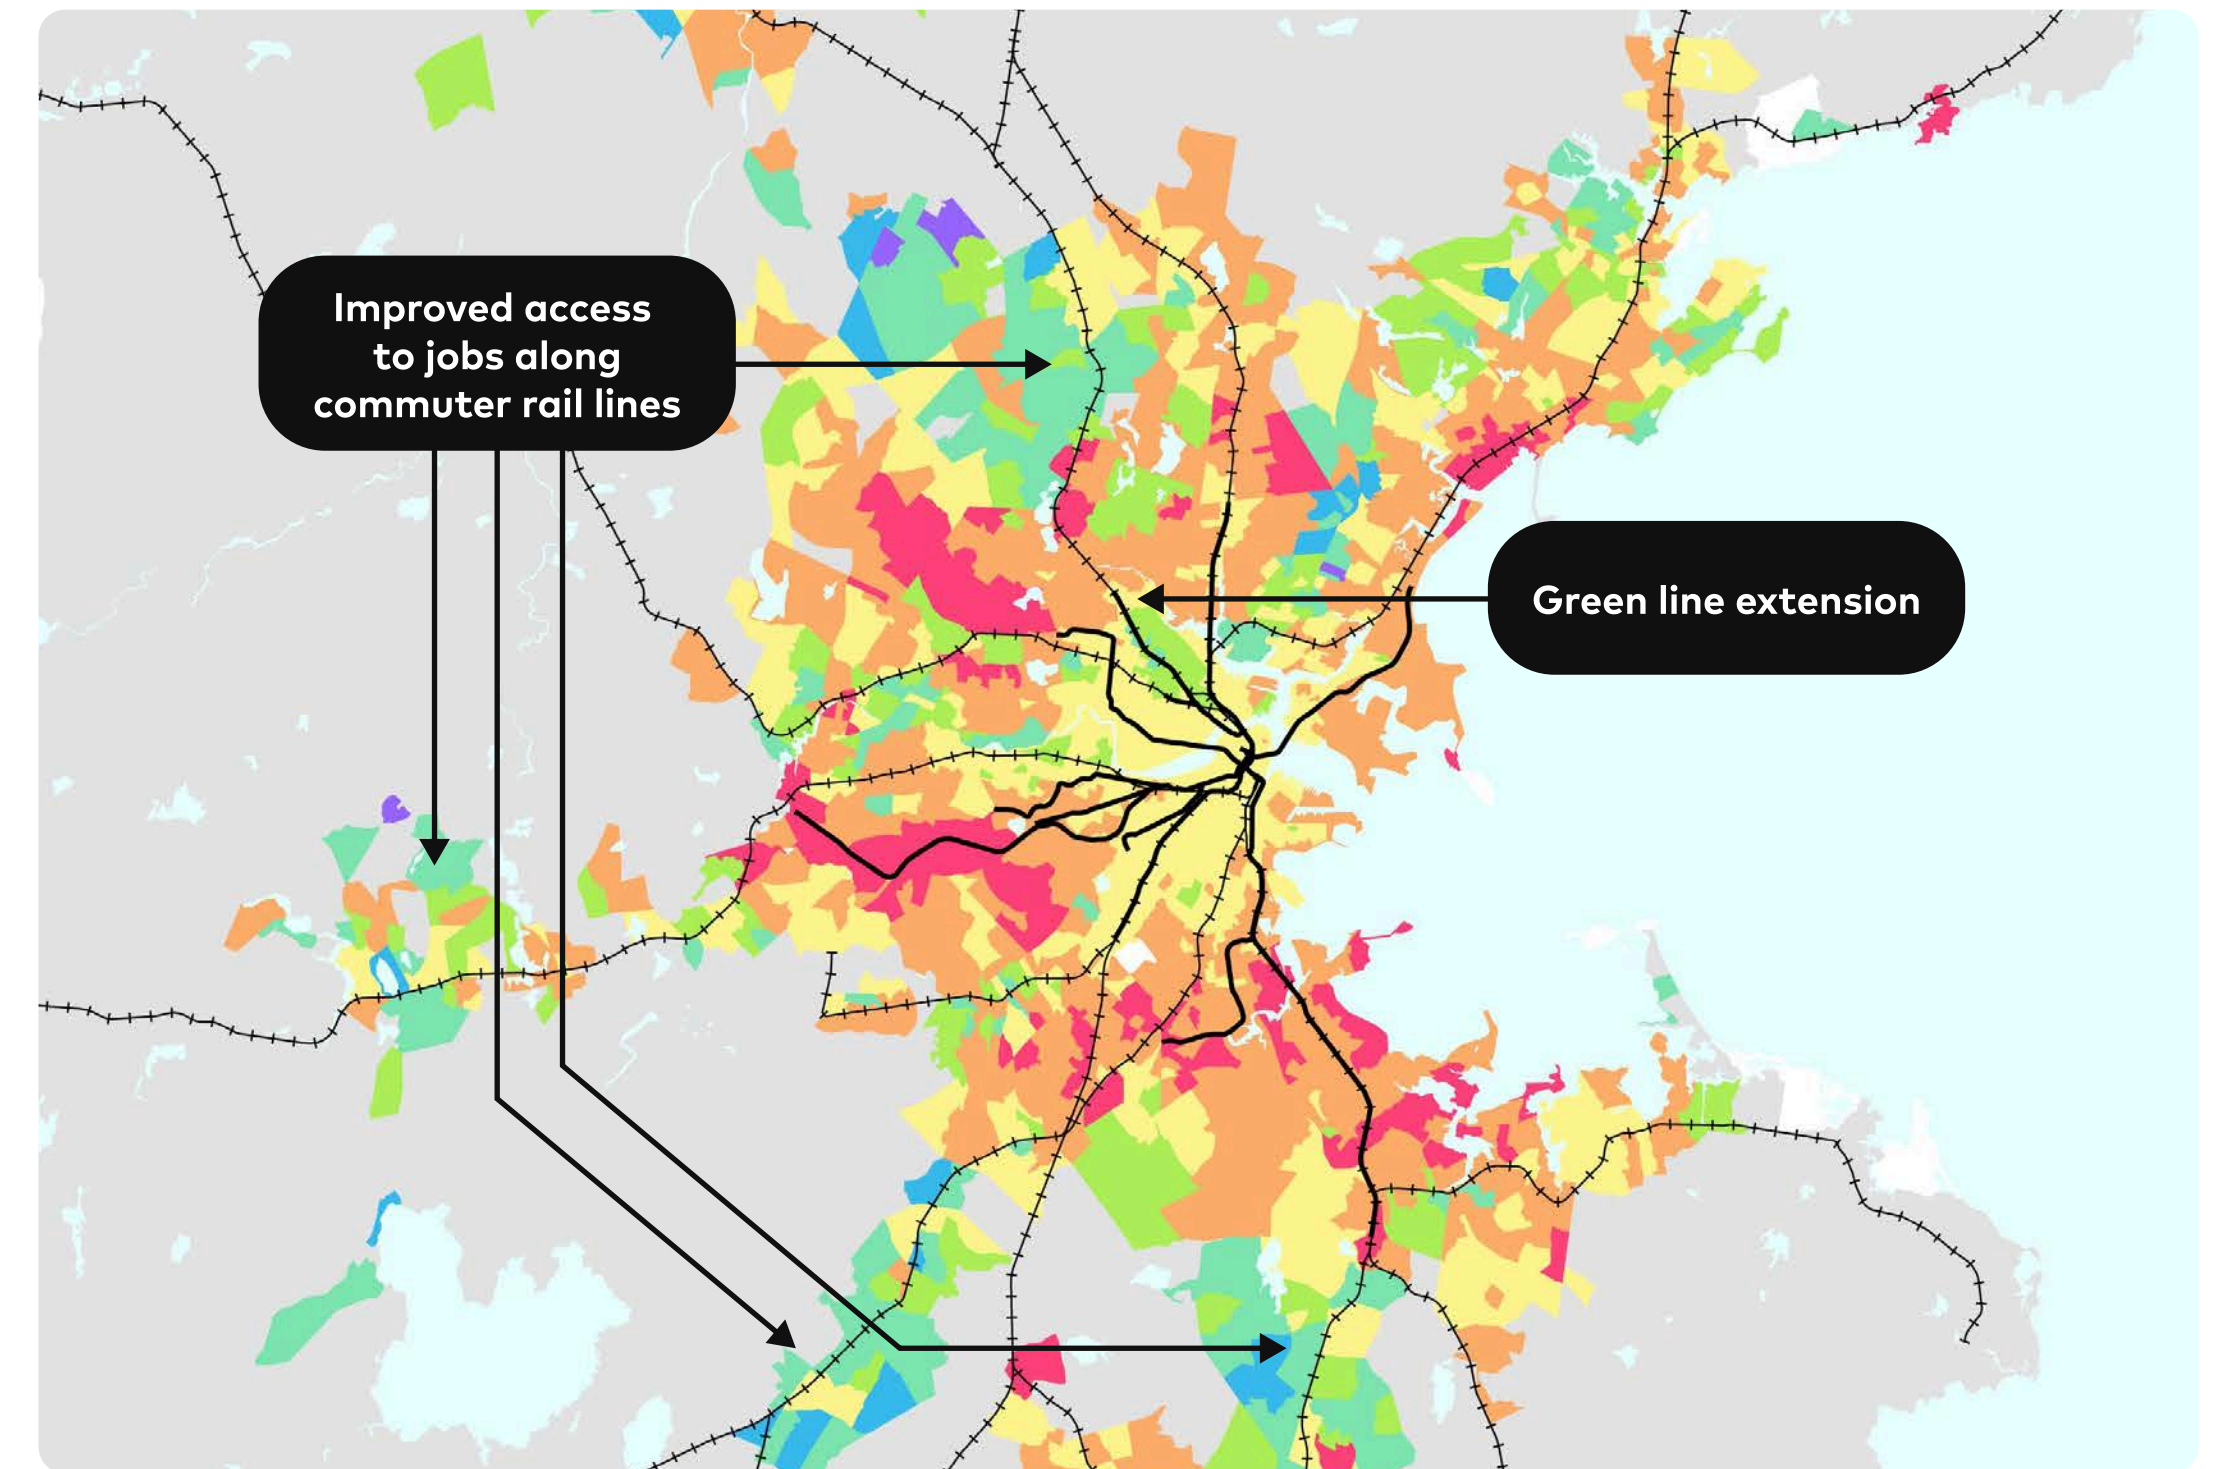 Improved access
to jobs along
commuter rail lines
Green line extension